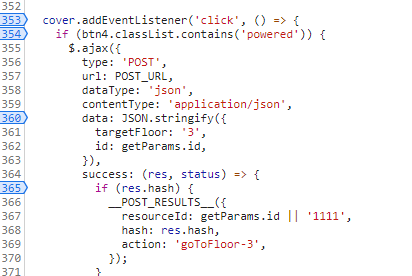 352
353 cover.addEventListener('click', () => {
354 if (btn4.classList.contains('powered')) {
355 $.ajax({
356 type: 'POST',
357 url: POST_URL,
358 dataType: 'json',
359 contentType: 'application/json',
360 data: JSON.stringify({
361 targetFloor: '3',
362 id: getParams.id,
363 }),
364 success: (res, status) => {
365 if (res.hash) {
366 __POST_RESULTS__({
367 resourceId: getParams.id || '1111',
368 hash: res.hash,
369 action: 'goToFloor-3',
370 });
371 }